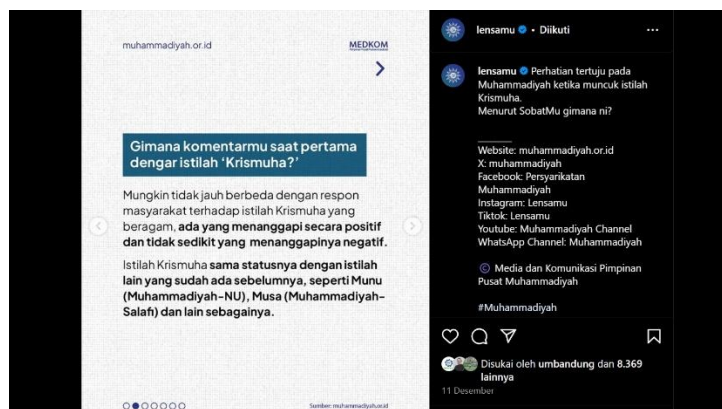 muhammadiyah.or.id
MEDKOM
Gimana komentarmu saat pertama
dengar istilah ‘Krismuha?’
Mungkin tidak jauh berbeda dengan respon
masyarakat terhadap istilah Krismuha yang
beragam, ada yang menanggapi secara positif
dan tidak sedikit yang menanggapinya negatif.
Istilah Krismuha sama statusnya dengan istilah
lain yang sudah ada sebelumnya, seperti Munu
(Muhammadiyah-NU), Musa (Muhammadiyah-
Salafi) dan lain sebagainya.
Sumber: muhammadiyah.or.id
lensamu • Diikuti
lensamu Perhatian tertuju pada
Muhammadiyah ketika muncuk istilah
Krismuha.
Menurut SobatMu gimana ni?
Website: muhammadiyah.or.id
X: muhammadiyah
Facebook: Persyarikatan
Muhammadiyah
Instagram: Lensamu
Tiktok: Lensamu
Youtube: Muhammadiyah Channel
WhatsApp Channel: Muhammadiyah
© Media dan Komunikasi Pimpinan
Pusat Muhammadiyah
#Muhammadiyah
Disukai oleh umbandung dan 8.369
lainnya
11 Desember